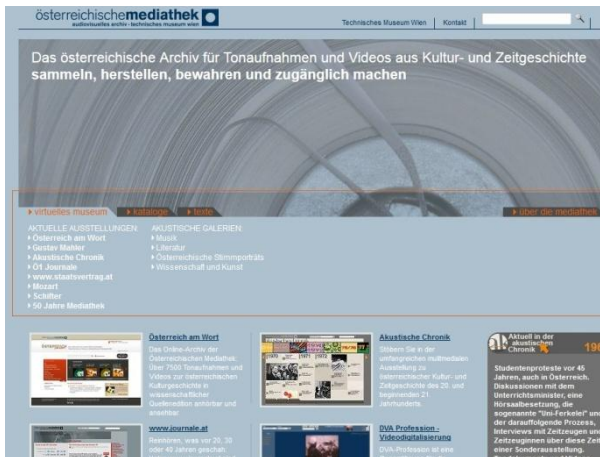 österreichischemediathek
audiovisuelles archiv - technisches museum wien
Technisches Museum Wien | Kontakt
Das österreichische Archiv für Tonaufnahmen und Videos aus Kultur- und Zeitgeschichte
sammeln, herstellen, bewahren und zugänglich machen
virtuelles museum
kataloge
texte
über die mediathek
AKTUELLE AUSSTELLUNGEN:
Österreich am Wort
Gustav Mahler
Akustische Chronik
Ö1 Journale
www.staatsvertrag.at
Mozart
Schifter
50 Jahre Mediathek
AKUSTISCHE GALERIEN:
Musik
Literatur
Österreichische Stimmporträts
Wissenschaft und Kunst
Österreich am Wort
Das Online-Archiv der
Österreichischen Mediathek.
Über 7500 Tonaufnahmen und
Videos zur österreichischen
Kulturgeschichte in
wissenschaftlicher
Quellenedition anhörbar und
ansehbar.
Akustische Chronik
Stöbern Sie in der
umfangreichen multimedialen
Ausstellung zu
österreichischer Kultur- und
Zeitgeschichte des 20. und
beginnenden 21.
Jahrhunderts.
Aktuell in der
akustischen
Chronik
196
Studentenproteste vor 45
Jahren, auch in Österreich.
Diskussionen mit dem
Unterrichtsminister, eine
Hörsaalbesetzung, die
sogenannte "Uni-Ferkelei" und
der darauffolgende Prozess,
Interviews mit Zeitzeugen und
Zeitzeuginnen über diese Zeit
einer Sonderausstellung.
www.journale.at
Reinhören, was vor 20, 30
oder 40 Jahren geschah.
DVA Profession -
Videodigitalisierung
DVA-Profession ist eine